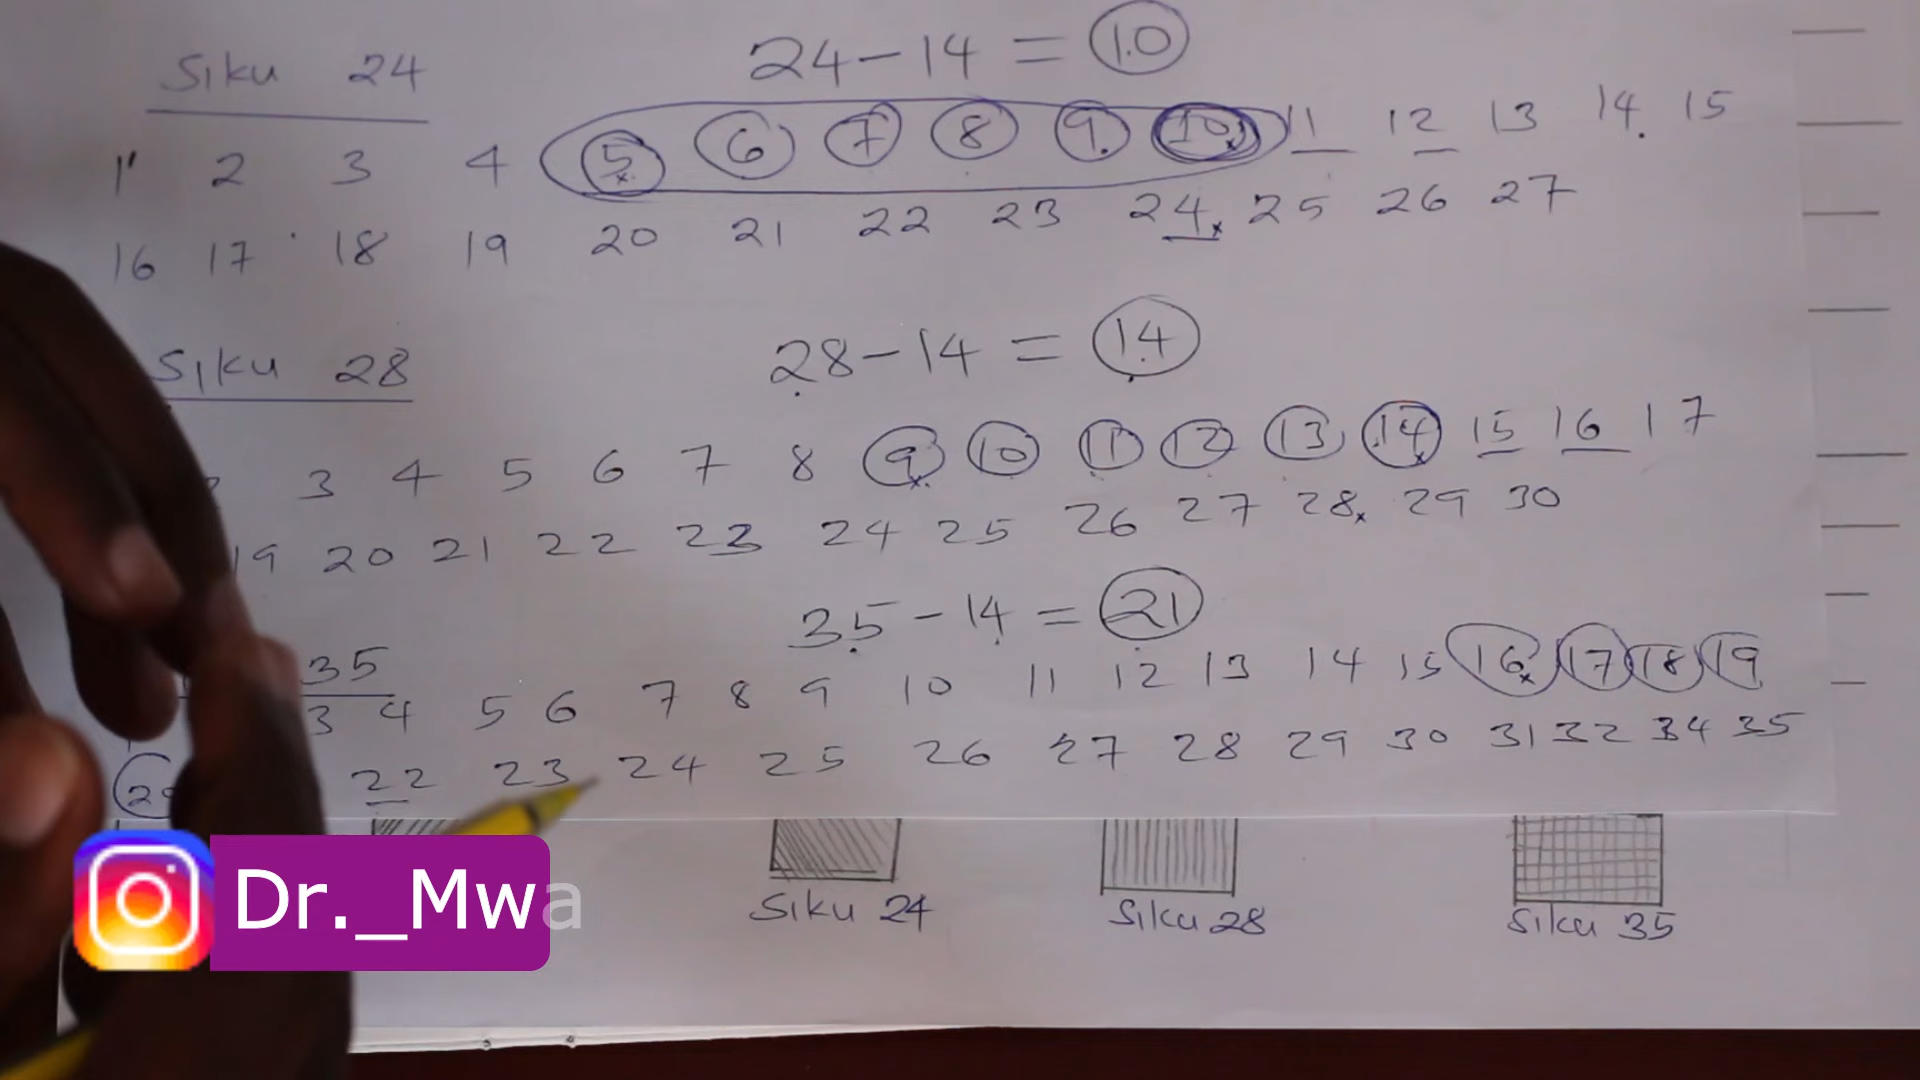 Siku 24
24-14 = 10
1 2 3 4 5 6 7 8 9 10 11 12 13 14 15
16 17 18 19 20 21 22 23 24 25 26 27
Siku 28
28-14 = 14
3 4 5 6 7 8 9 10 11 12 13 14 15 16 17
19 20 21 22 23 24 25 26 27 28 29 30
35
35-14 = 21
3 4 5 6 7 8 9 10 11 12 13 14 15 16 17 18 19
20 22 23 24 25 26 27 28 29 30 31 32 34 35
Siku 24 Siku 28 Siku 35
Dr._Mwa